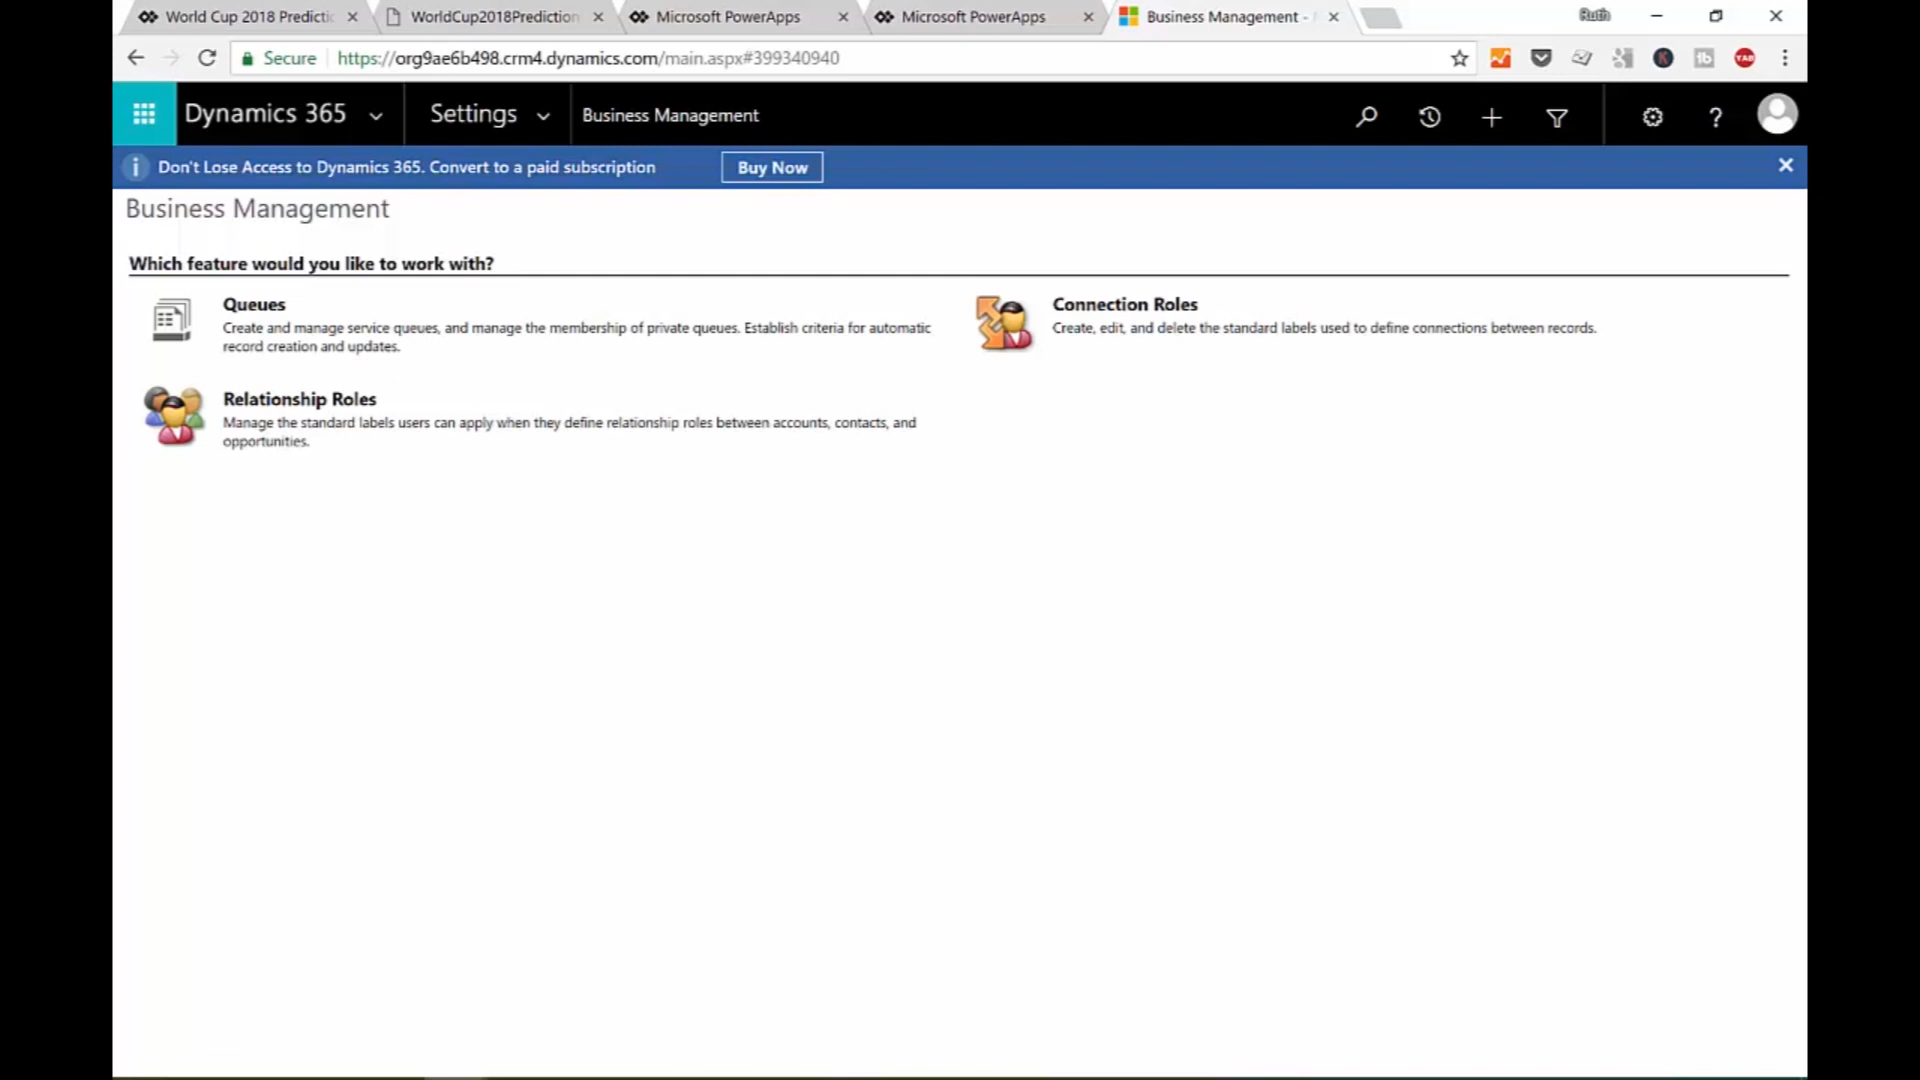 World Cup 2018 Predictio
WorldCup2018Prediction
Microsoft PowerApps
Microsoft PowerApps
Business Management -
Ruth
Secure
https://org9ae6b498.crm4.dynamics.com/main.aspx#399340940
Dynamics 365
Settings
Business Management
Don't Lose Access to Dynamics 365. Convert to a paid subscription
Buy Now
Business Management
Which feature would you like to work with?
Queues
Create and manage service queues, and manage the membership of private queues. Establish criteria for automatic
record creation and updates.
Connection Roles
Create, edit, and delete the standard labels used to define connections between records.
Relationship Roles
Manage the standard labels users can apply when they define relationship roles between accounts, contacts, and
opportunities.